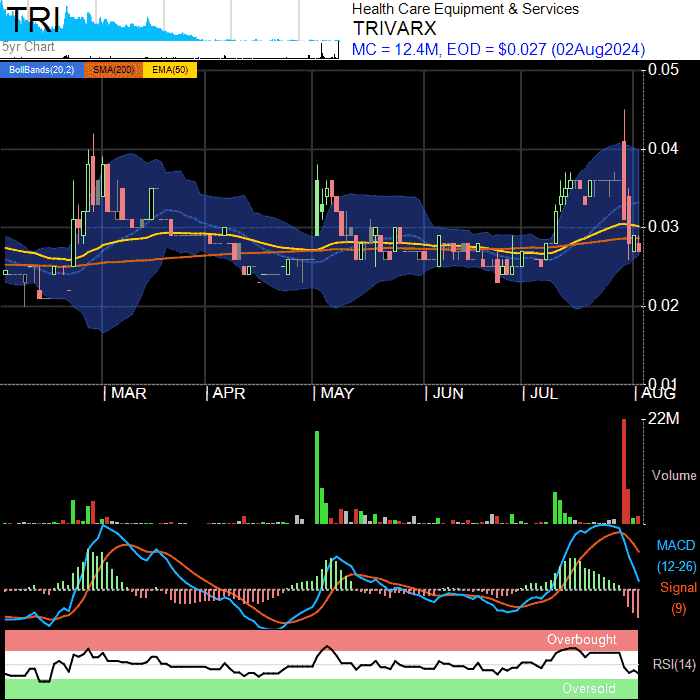 TRI
5yr Chart
Health Care Equipment & Services
TRIVARX
MC = 12.4M, EOD = $0.027 (02Aug2024)
BollBands(20,2) SMA(200) EMA(50)
0.05
0.04
0.03
0.02
0.01
| MAR | APR | MAY | JUN | JUL | AUG
22M
Volume
MACD
(12-26)
Signal
(9)
Overbought
RSI(14)
Oversold